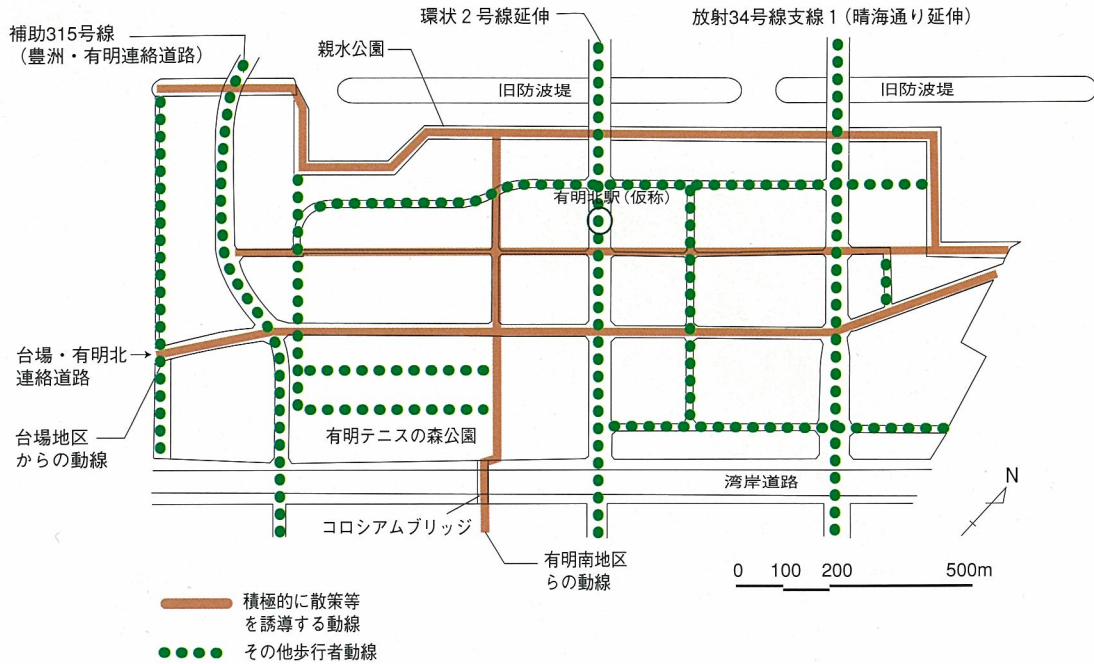 環状２号線延伸
放射34号線支線１（晴海通り延伸）
補助315号線
（豊洲・有明連絡道路）
親水公園
旧防波堤
旧防波堤
有明北駅（仮称）
台場・有明北
連絡道路
台場地区
からの動線
有明テニスの森公園
湾岸道路
N
コロシアムブリッジ
有明南地区
らの動線
0 100 200 500m
積極的に散策等
を誘導する動線
その他歩行者動線